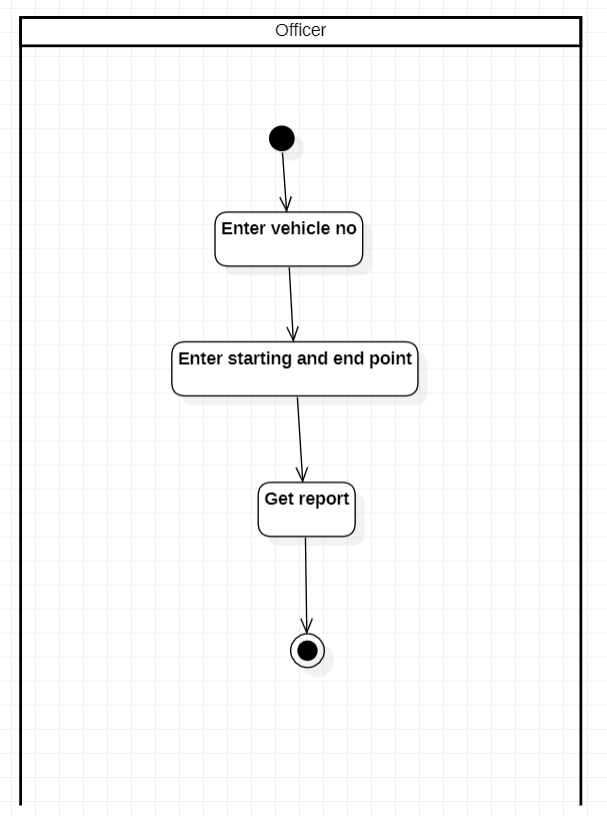 Officer
Enter vehicle no
Enter starting and end point
Get report